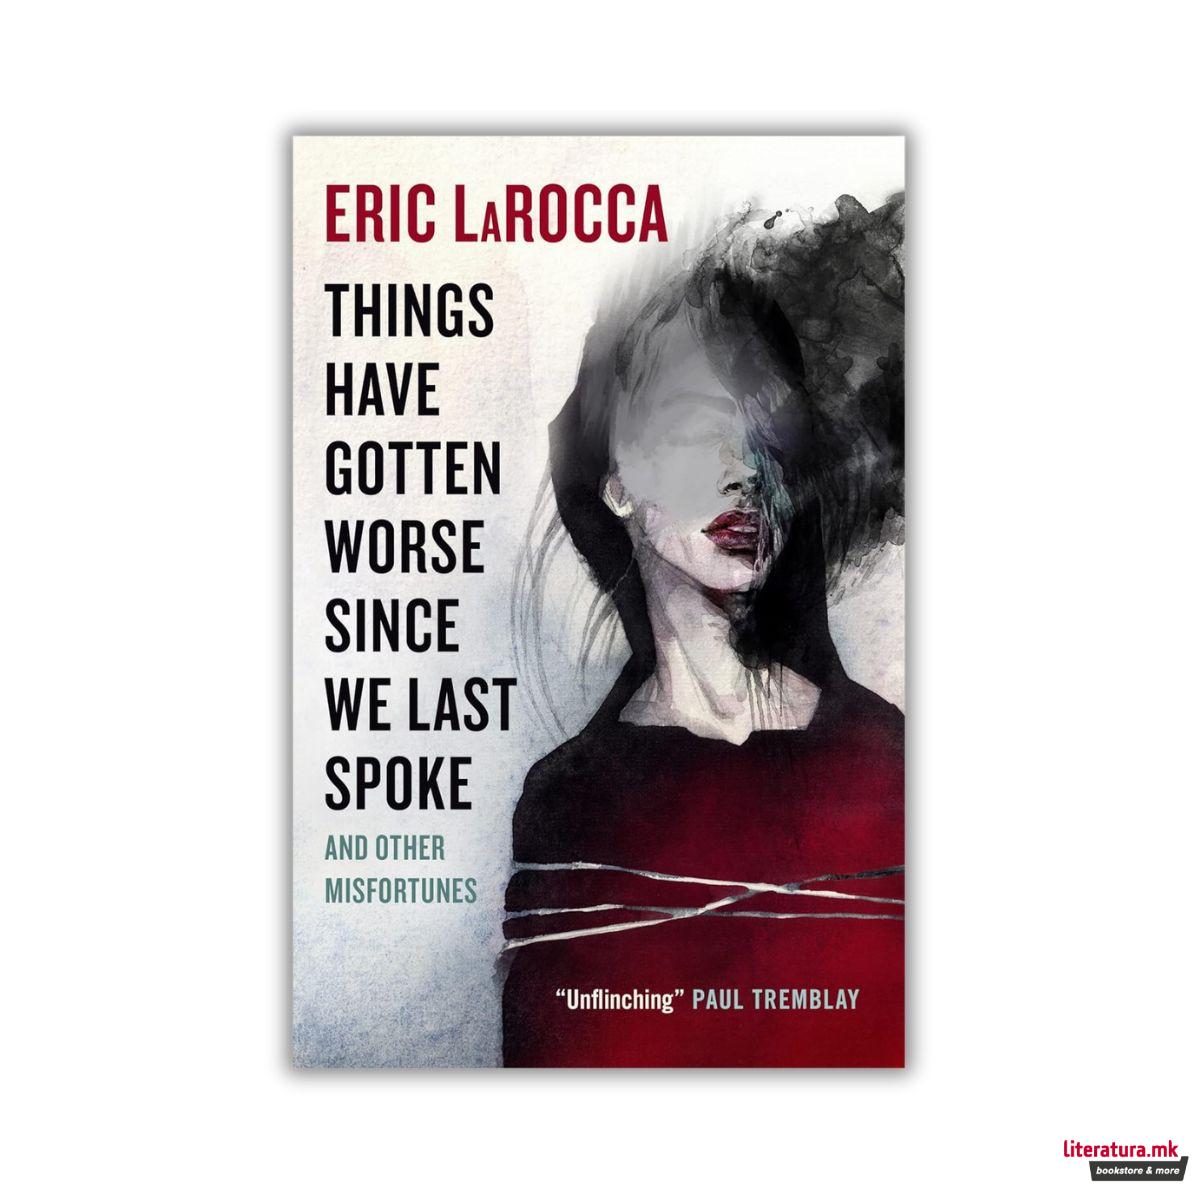 ERIC LAROCCA
THINGS
HAVE
GOTTEN
WORSE
SINCE
WE LAST
SPOKE
AND OTHER
MISFORTUNES
“Unflinching” PAUL TREMBLAY
literatura.mk
bookstore & more